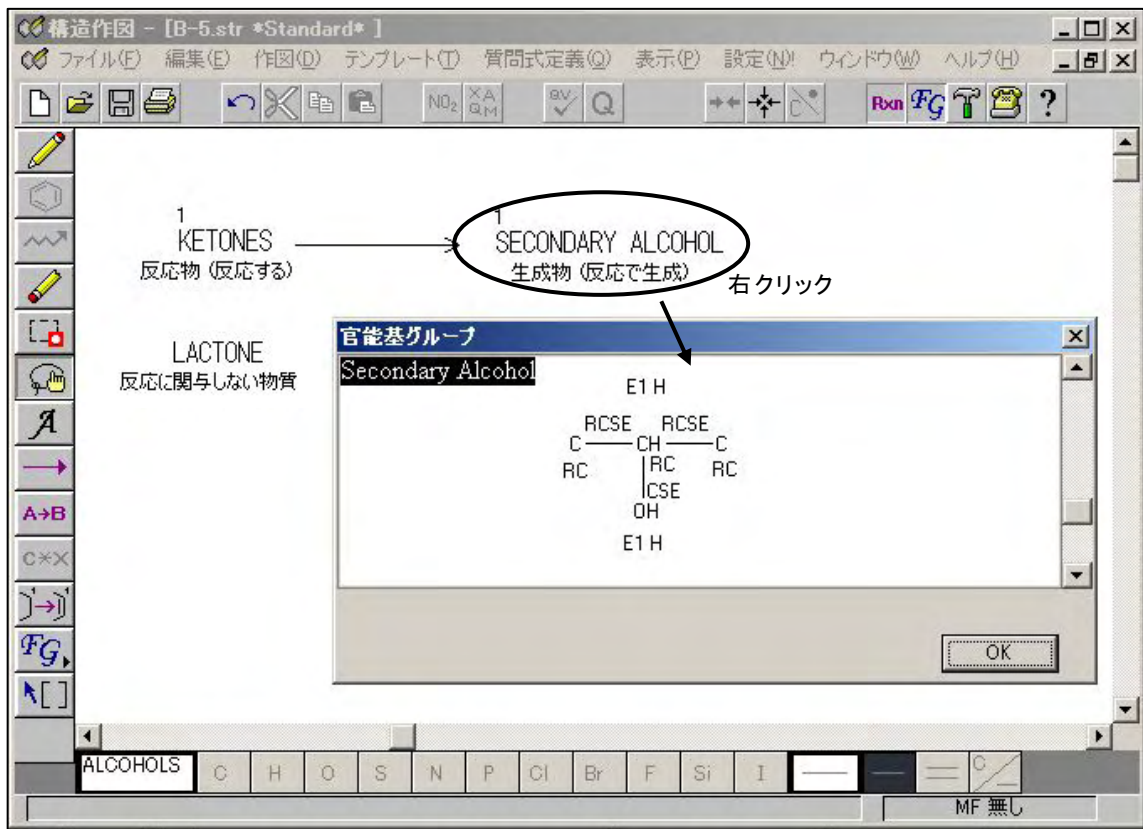 構造作図 - [B-5.str *Standard* ]
ファイル(F) 編集(E) 作図(D) テンプレート(T) 質問式定義(Q) 表示(P) 設定(N)! ウィンドウ(W) ヘルプ(H)
NO₂ XA QM QV Q Rxn FG ?
1 1
KETONES SECONDARY ALCOHOL
反応物 (反応する) 生成物 (反応で生成)
右クリック
官能基グループ
LACTONE
反応に関与しない物質
Secondary Alcohol
E1 H
RCSE RCSE
C CH C
RC RC RC
CSE
OH
E1 H
OK
A
A→B
C*X
FG
[ ]
ALCOHOLS C H O S N P Cl Br F Si I C
MF 無し